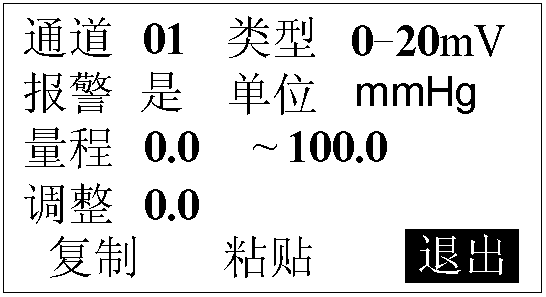 通道 01 类型 0-20mV
报警 是 单位 mmHg
量程 0.0 ~ 100.0
调整 0.0
复制 粘贴 退出